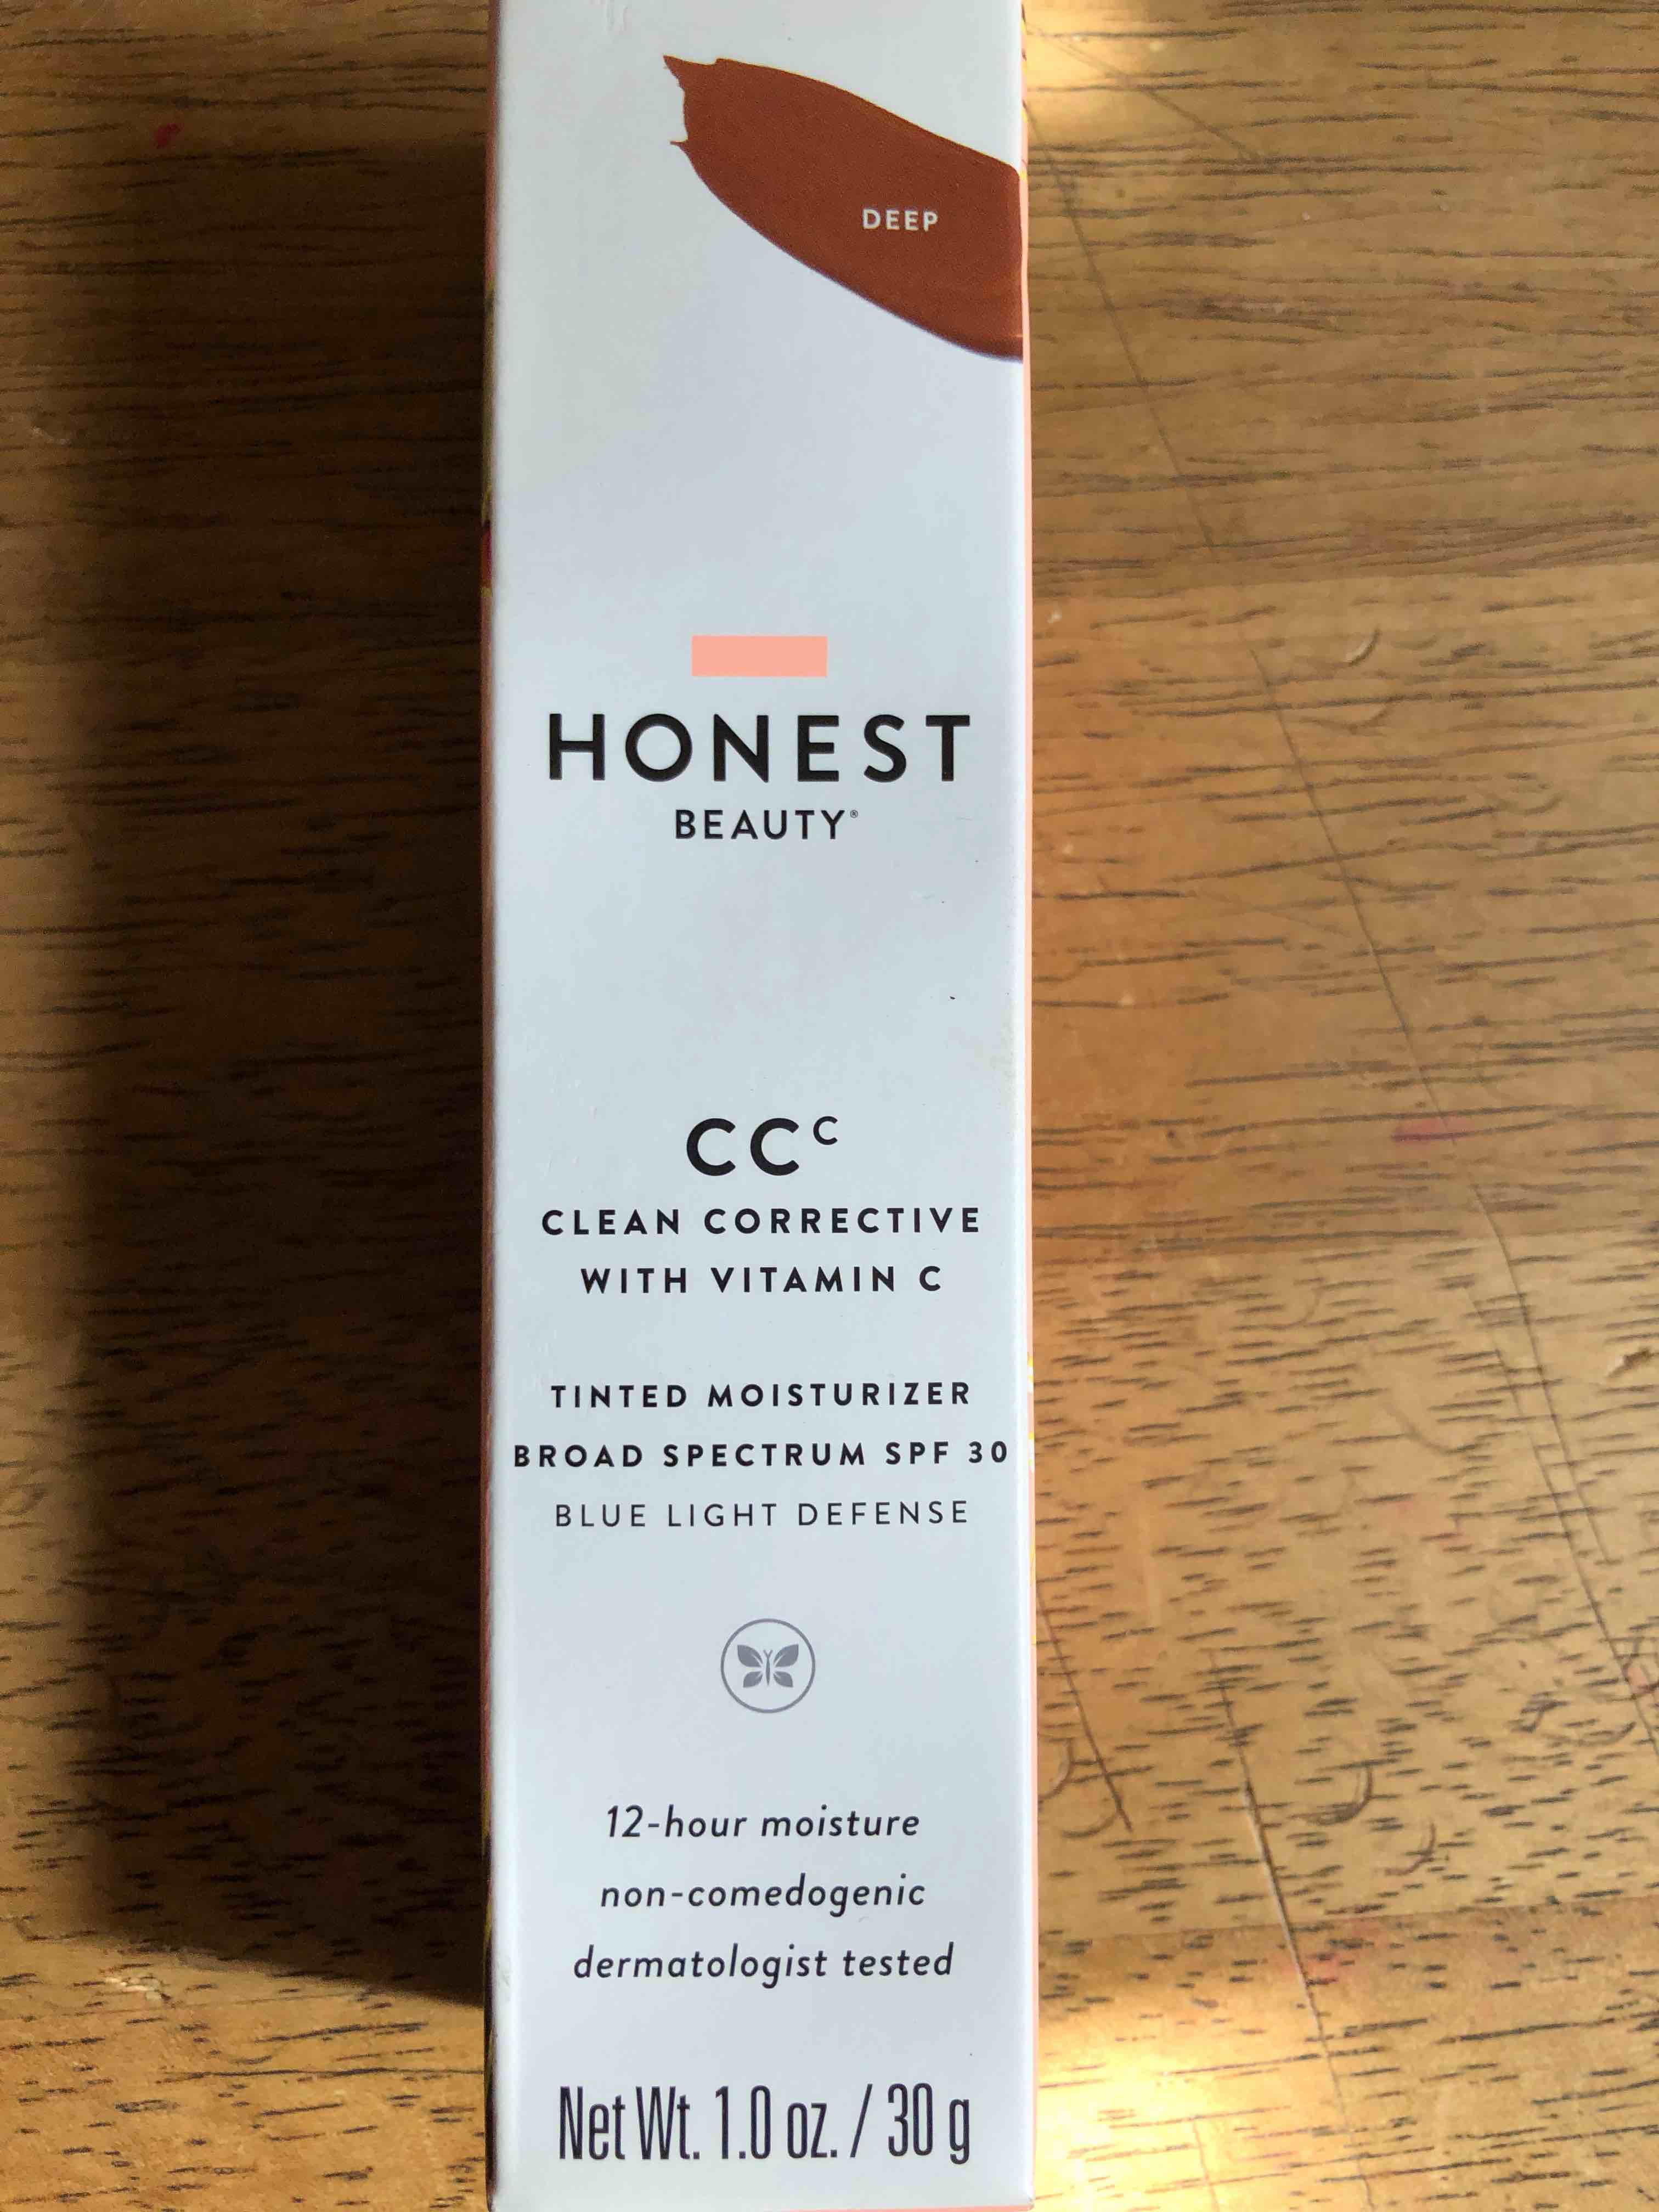 DEEP
HONEST
BEAUTY®
CCC
CLEAN CORRECTIVE
WITH VITAMIN C
TINTED MOISTURIZER
BROAD SPECTRUM SPF 30
BLUE LIGHT DEFENSE
12-hour moisture
non-comedogenic
dermatologist tested
Net Wt. 1.0 oz. / 30 g